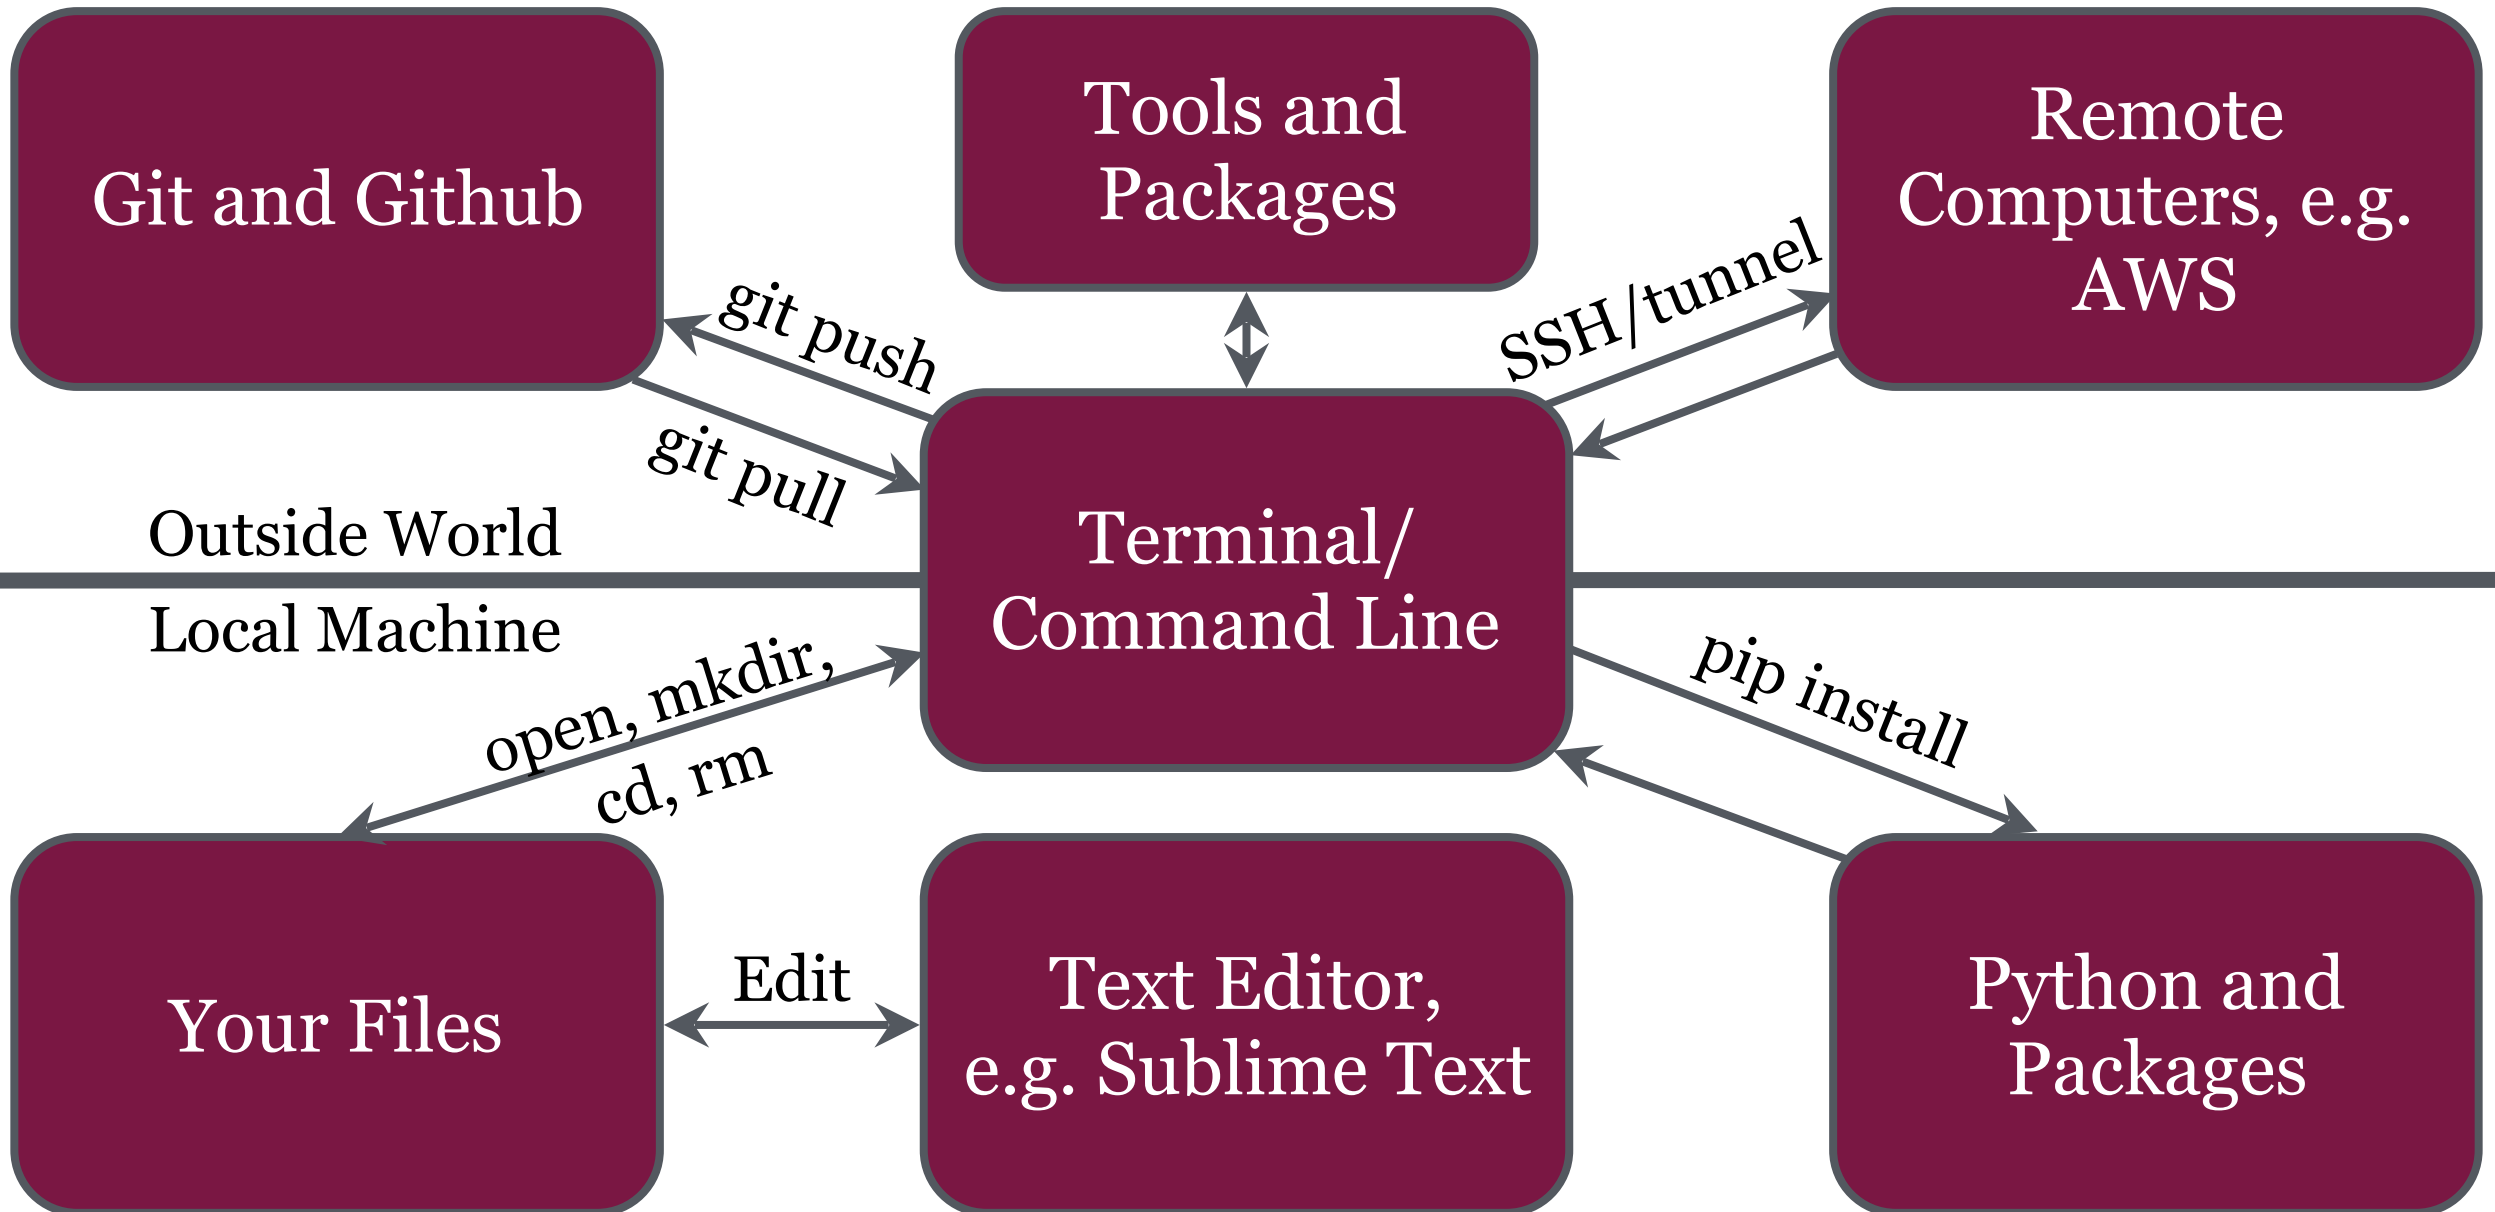 Git and Github
Tools and
Packages
Remote
Computers, e.g.
AWS
git push
SSH/tunnel
git pull
Outside World
Terminal/
Command Line
Local Machine
open, mkdir,
cd, rm
pip install
Your Files
Edit
Text Editor,
e.g. Sublime Text
Python and
Packages